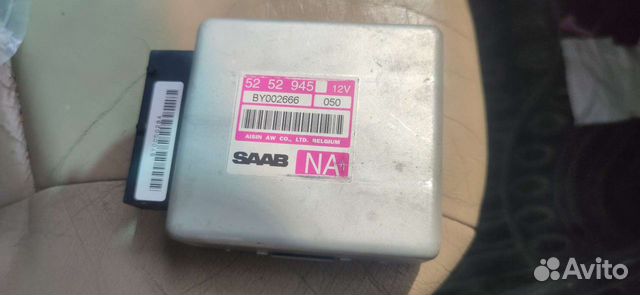 52 52 945 12V
BY002666 050
AISIN AW CO., LTD. BELGIUM
SAAB NA
Avito